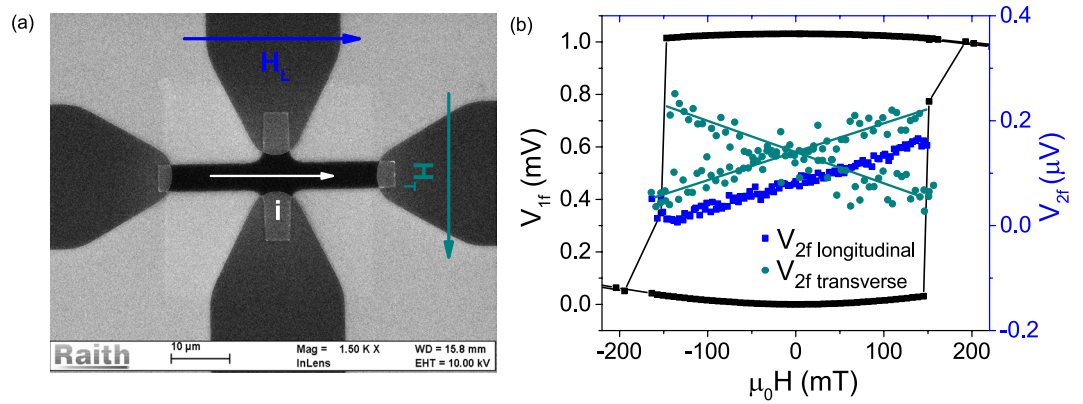 (a)
H_L
H_T
i
Raith
10 µm
Mag = 1.50 K X
WD = 15.8 mm
InLens
EHT = 10.00 kV
(b)
V_1f (mV)
1.0
0.8
0.6
0.4
0.2
0.0
V_2f longitudinal
V_2f transverse
0.4
0.2
0.0
-0.2
V_2f (µV)
-200 -100 0 100 200
µ₀H (mT)